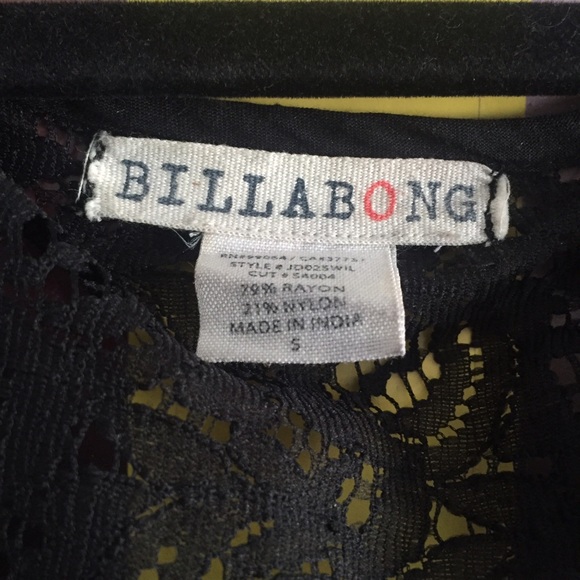 BILLABONG
STYLE # JD025WIL
CUT # SA004
79% RAYON
21% NYLON
MADE IN INDIA
S